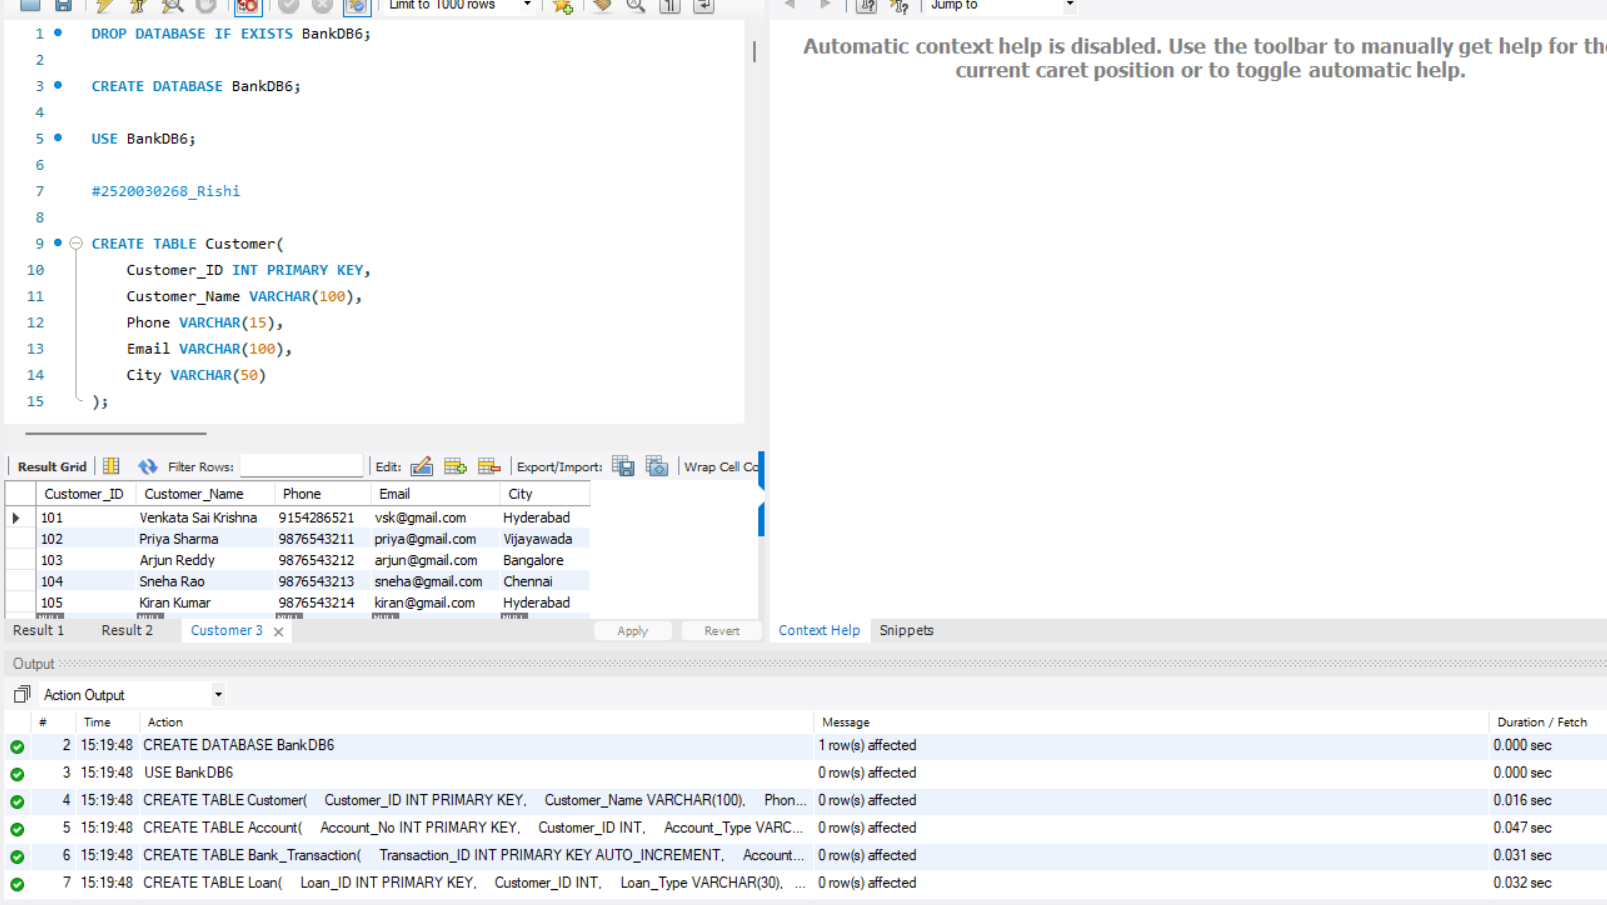 Limit to 1000 rows
Jump to
1 DROP DATABASE IF EXISTS BankDB6;
2
3 CREATE DATABASE BankDB6;
4
5 USE BankDB6;
6
7 #2520030268_Rishi
8
9 CREATE TABLE Customer(
10 Customer_ID INT PRIMARY KEY,
11 Customer_Name VARCHAR(100),
12 Phone VARCHAR(15),
13 Email VARCHAR(100),
14 City VARCHAR(50)
15 );
Automatic context help is disabled. Use the toolbar to manually get help for the
current caret position or to toggle automatic help.
Result Grid Filter Rows: Edit: Export/Import: Wrap Cell Co
Customer_ID Customer_Name Phone Email City
101 Venkata Sai Krishna 9154286521 vsk@gmail.com Hyderabad
102 Priya Sharma 9876543211 priya@gmail.com Vijayawada
103 Arjun Reddy 9876543212 arjun@gmail.com Bangalore
104 Sneha Rao 9876543213 sneha@gmail.com Chennai
105 Kiran Kumar 9876543214 kiran@gmail.com Hyderabad
NULL NULL NULL NULL NULL
Result 1 Result 2 Customer 3 Apply Revert
Context Help Snippets
Output
Action Output
# Time Action Message Duration / Fetch
2 15:19:48 CREATE DATABASE BankDB6 1 row(s) affected 0.000 sec
3 15:19:48 USE BankDB6 0 row(s) affected 0.000 sec
4 15:19:48 CREATE TABLE Customer( Customer_ID INT PRIMARY KEY, Customer_Name VARCHAR(100), Phon... 0 row(s) affected 0.016 sec
5 15:19:48 CREATE TABLE Account( Account_No INT PRIMARY KEY, Customer_ID INT, Account_Type VARC... 0 row(s) affected 0.047 sec
6 15:19:48 CREATE TABLE Bank_Transaction( Transaction_ID INT PRIMARY KEY AUTO_INCREMENT, Account... 0 row(s) affected 0.031 sec
7 15:19:48 CREATE TABLE Loan( Loan_ID INT PRIMARY KEY, Customer_ID INT, Loan_Type VARCHAR(30), ... 0 row(s) affected 0.032 sec